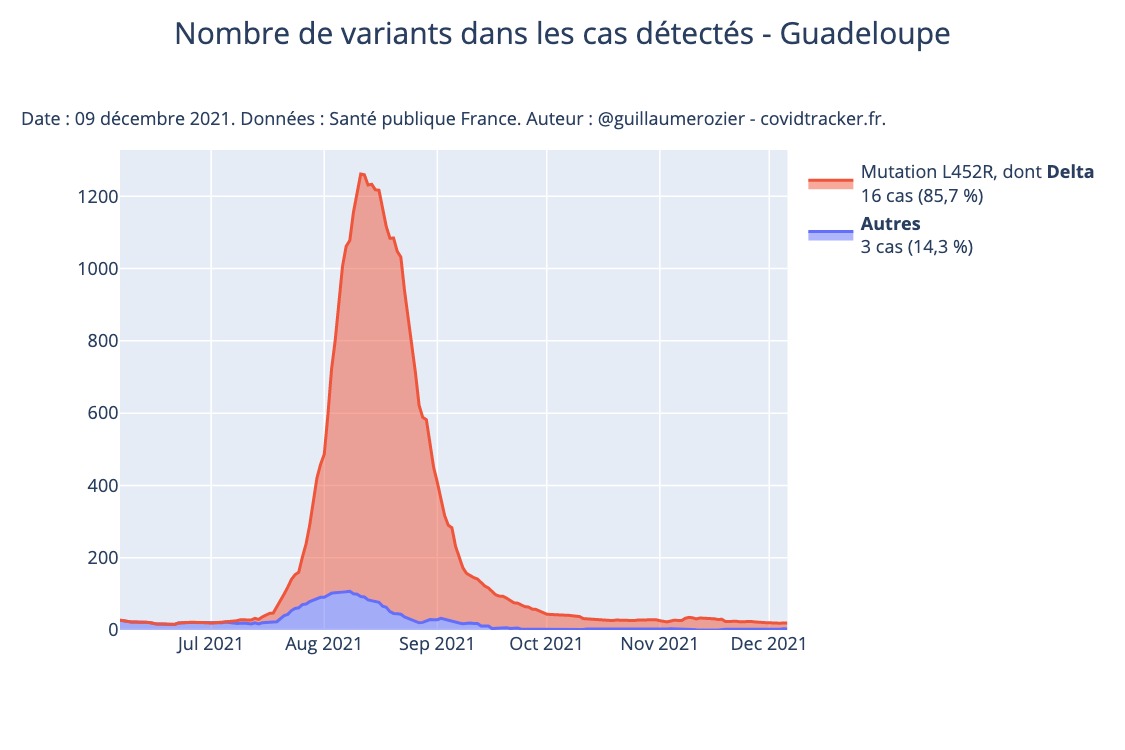 Nombre de variants dans les cas détectés - Guadeloupe
Date : 09 décembre 2021. Données : Santé publique France. Auteur : @guillaumerozier - covidtracker.fr.
Mutation L452R, dont Delta
16 cas (85,7 %)
Autres
3 cas (14,3 %)
1200
1000
800
600
400
200
0
Jul 2021 Aug 2021 Sep 2021 Oct 2021 Nov 2021 Dec 2021